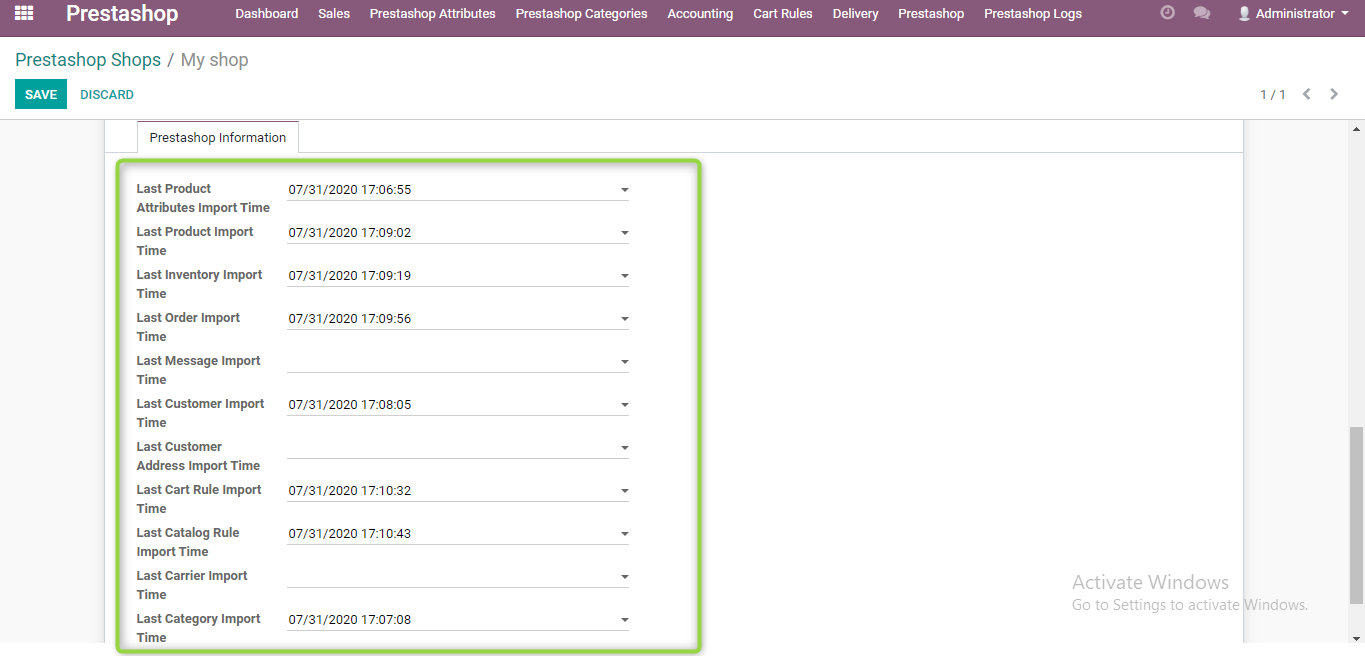 Prestashop Dashboard Sales Prestashop Attributes Prestashop Categories Accounting Cart Rules Delivery Prestashop Prestashop Logs Administrator
Prestashop Shops / My shop
SAVE DISCARD 1 / 1
Prestashop Information
Last Product 07/31/2020 17:06:55
Attributes Import Time
Last Product Import 07/31/2020 17:09:02
Time
Last Inventory Import 07/31/2020 17:09:19
Time
Last Order Import 07/31/2020 17:09:56
Time
Last Message Import
Time
Last Customer Import 07/31/2020 17:08:05
Time
Last Customer
Address Import Time
Last Cart Rule Import 07/31/2020 17:10:32
Time
Last Catalog Rule 07/31/2020 17:10:43
Import Time
Last Carrier Import
Time
Last Category Import 07/31/2020 17:07:08
Time
Activate Windows
Go to Settings to activate Windows.